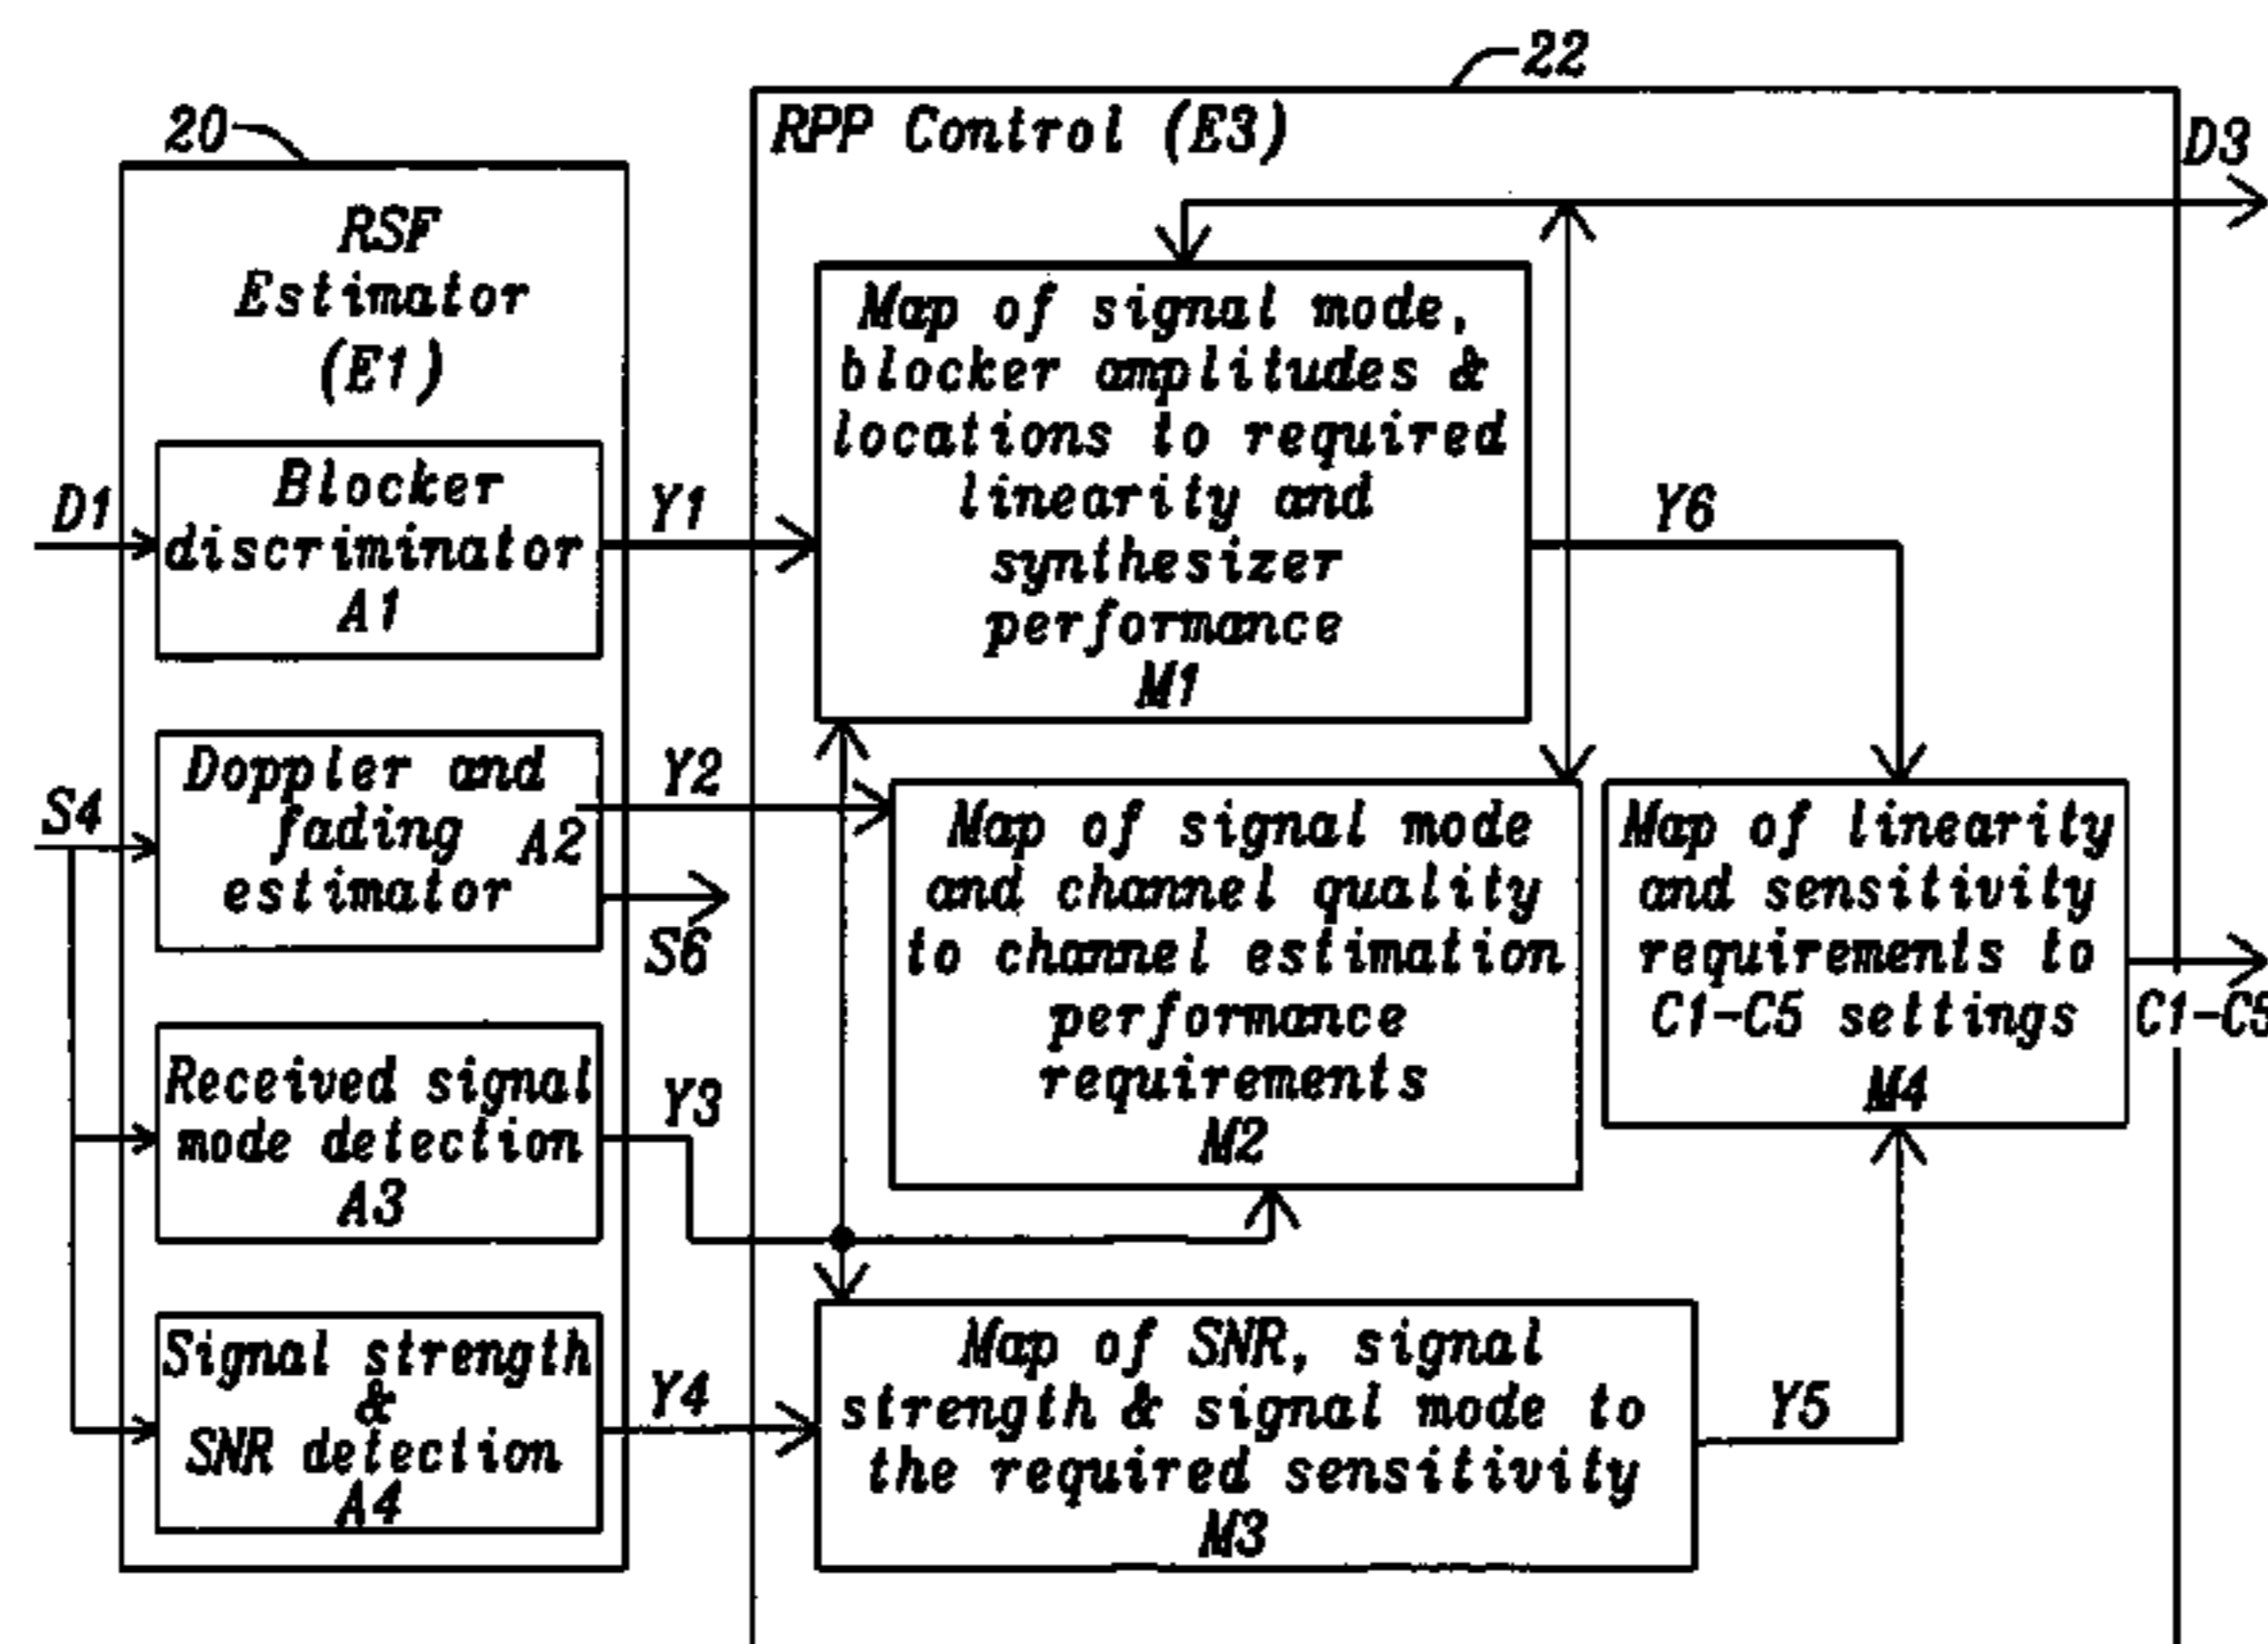 22
20
RPP Control (E3)
D3
RSF
Estimator
(E1)
D1
Blocker
discriminator
A1
Y1
Map of signal mode,
blocker amplitudes &
locations to required
linearity and
synthesizer
performance
M1
Y6
S4
Doppler and
fading
estimator
A2
Y2
S6
Map of signal mode
and channel quality
to channel estimation
performance
requirements
M2
Map of linearity
and sensitivity
requirements to
C1-C5 settings
M4
C1-C5
Received signal
mode detection
A3
Y3
Signal strength
&
SNR detection
A4
Y4
Map of SNR, signal
strength & signal mode to
the required sensitivity
M3
Y5